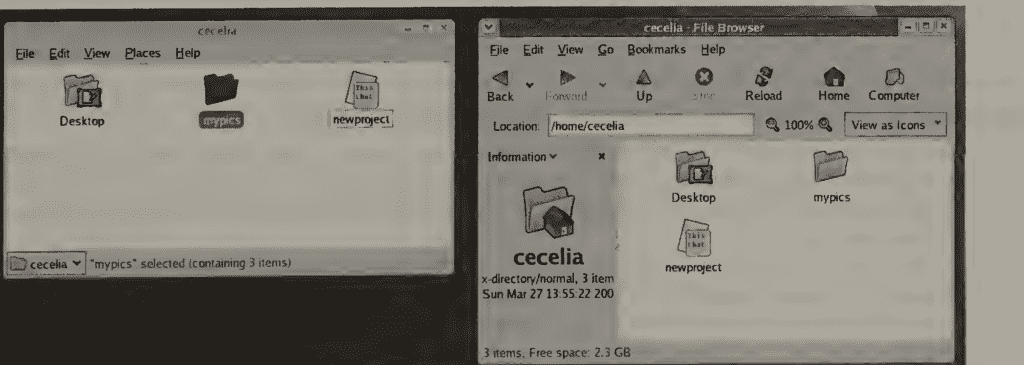 cecelia
File Edit View Places Help
Desktop mypics newproject
cecelia "mypics" selected (containing 3 items)
cecelia - File Browser
File Edit View Go Bookmarks Help
Back Forward Up Stop Reload Home Computer
Location: /home/cecelia 100% View as Icons
Information
Desktop mypics
This
that
newproject
cecelia
x-directory/normal, 3 item
Sun Mar 27 13:55:22 200
3 items, Free space: 2.3 GB